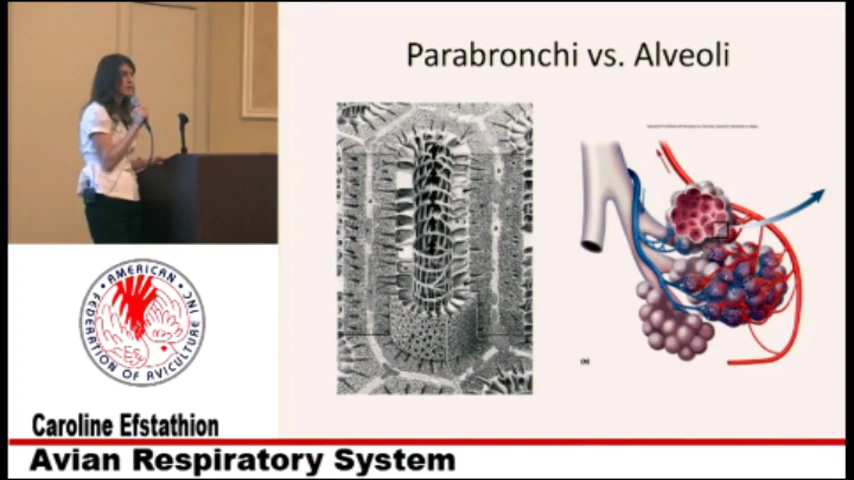 Parabronchi vs. Alveoli
AMERICAN
FEDERATION OF AVICULTURE INC
Caroline Efstathion
Avian Respiratory System